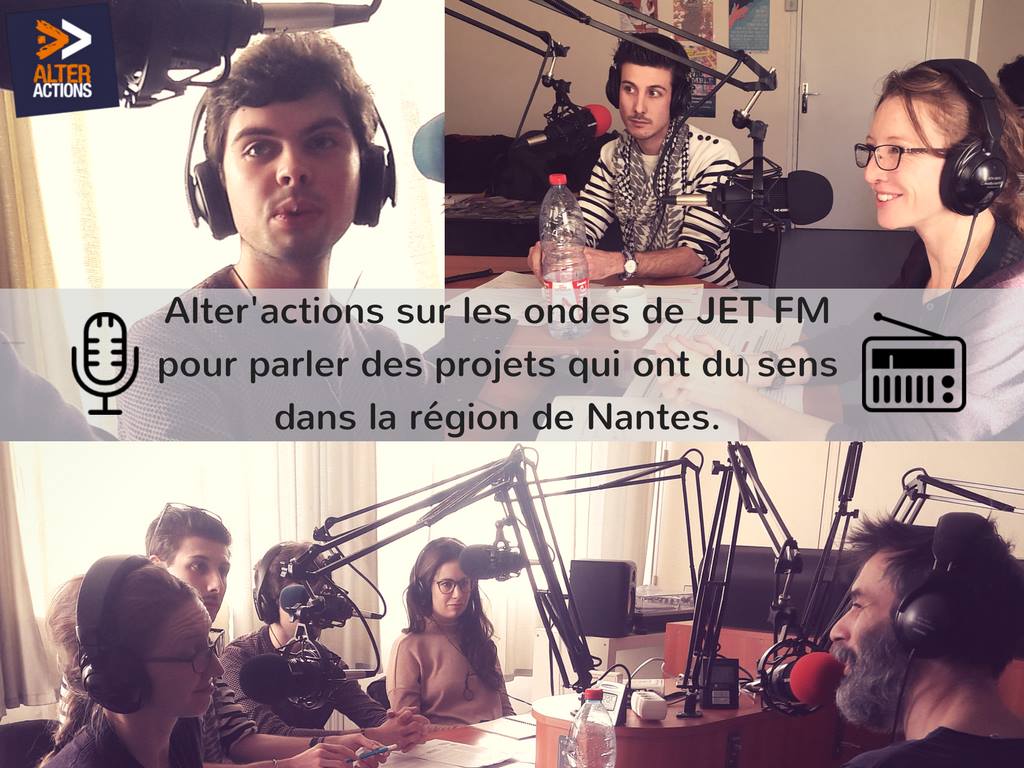 ALTER
ACTIONS
Alter'actions sur les ondes de JET FM
pour parler des projets qui ont du sens
dans la région de Nantes.